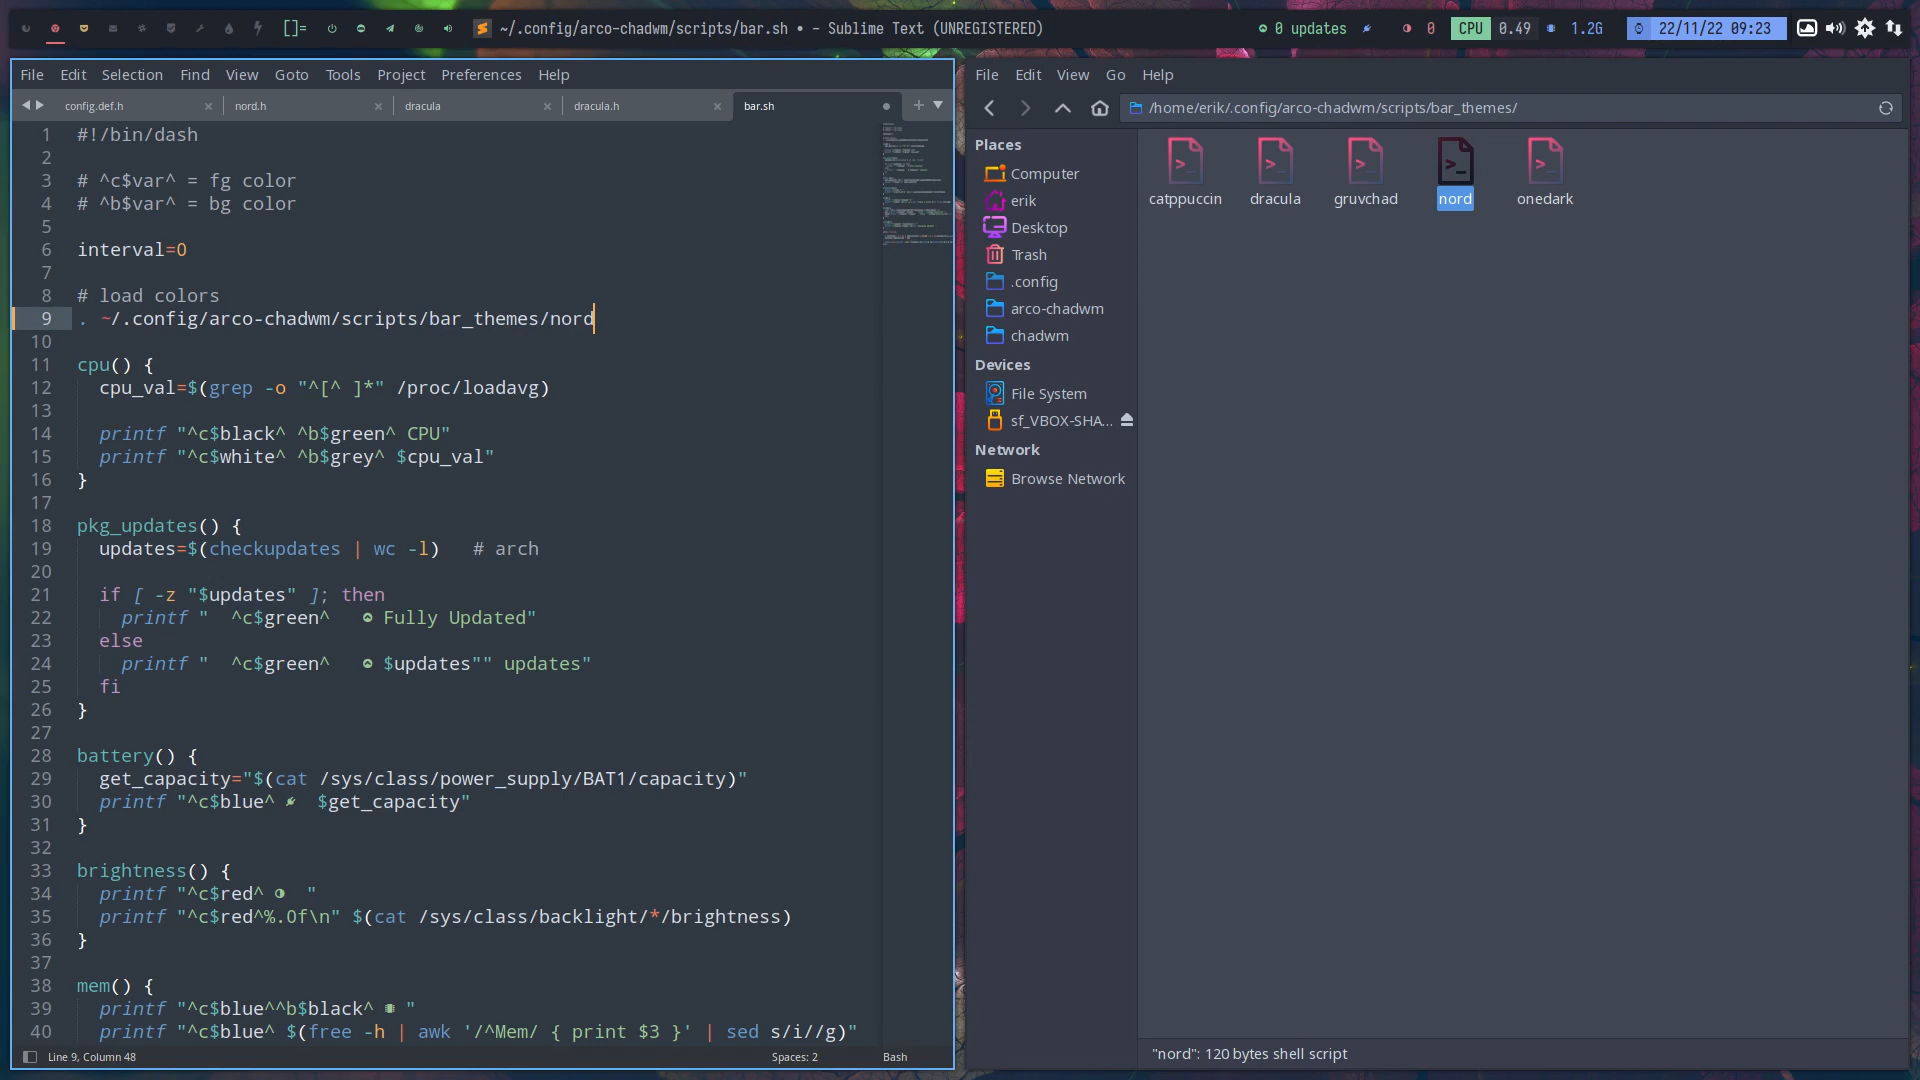 []=
~/.config/arco-chadwm/scripts/bar.sh • - Sublime Text (UNREGISTERED)
0 updates
0
CPU 0.49
1.2G
22/11/22 09:23
File Edit Selection Find View Goto Tools Project Preferences Help
config.def.h nord.h dracula dracula.h bar.sh
1 #!/bin/dash
2
3 # ^c$var^ = fg color
4 # ^b$var^ = bg color
5
6 interval=0
7
8 # load colors
9 . ~/.config/arco-chadwm/scripts/bar_themes/nord
10
11 cpu() {
12 cpu_val=$(grep -o "^[^ ]*" /proc/loadavg)
13
14 printf "^c$black^ ^b$green^ CPU"
15 printf "^c$white^ ^b$grey^ $cpu_val"
16 }
17
18 pkg_updates() {
19 updates=$(checkupdates | wc -l)   # arch
20
21 if [ -z "$updates" ]; then
22 printf "  ^c$green^    Fully Updated"
23 else
24 printf "  ^c$green^    $updates"" updates"
25 fi
26 }
27
28 battery() {
29 get_capacity="$(cat /sys/class/power_supply/BAT1/capacity)"
30 printf "^c$blue^   $get_capacity"
31 }
32
33 brightness() {
34 printf "^c$red^   "
35 printf "^c$red^%.0f\n" $(cat /sys/class/backlight/*/brightness)
36 }
37
38 mem() {
39 printf "^c$blue^^b$black^  "
40 printf "^c$blue^ $(free -h | awk '/^Mem/ { print $3 }' | sed s/i//g)"
Line 9, Column 48
Spaces: 2
Bash
File Edit View Go Help
/home/erik/.config/arco-chadwm/scripts/bar_themes/
Places
Computer
erik
Desktop
Trash
.config
arco-chadwm
chadwm
Devices
File System
sf_VBOX-SHA...
Network
Browse Network
catppuccin dracula gruvchad nord onedark
"nord": 120 bytes shell script